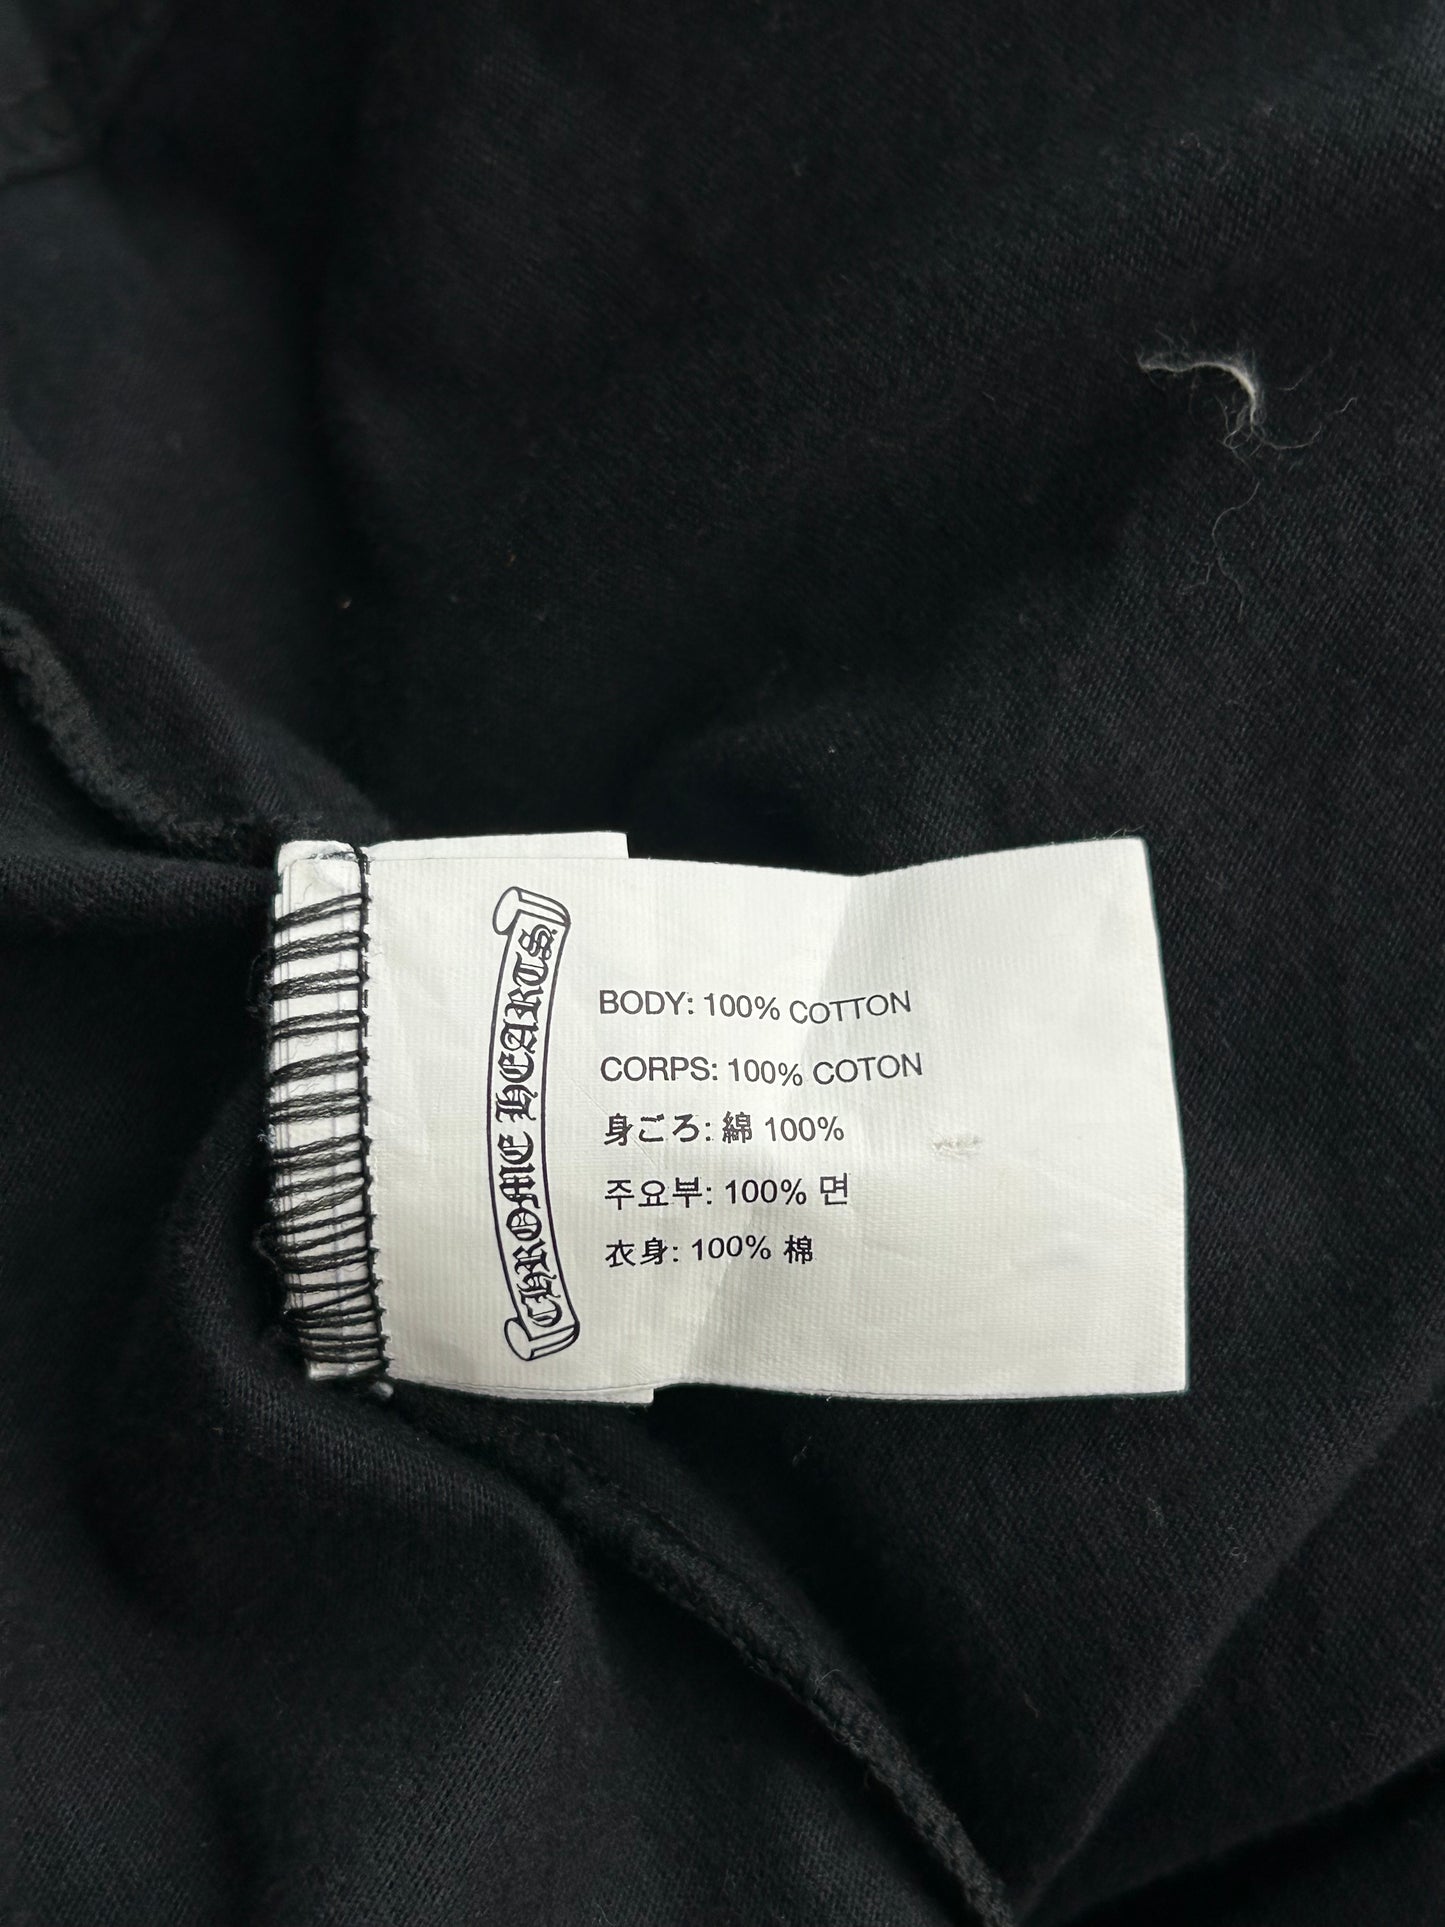 CHROME HEARTS
BODY: 100% COTTON
CORPS: 100% COTON
身ごろ: 綿 100%
주요부: 100% 면
衣身: 100% 棉